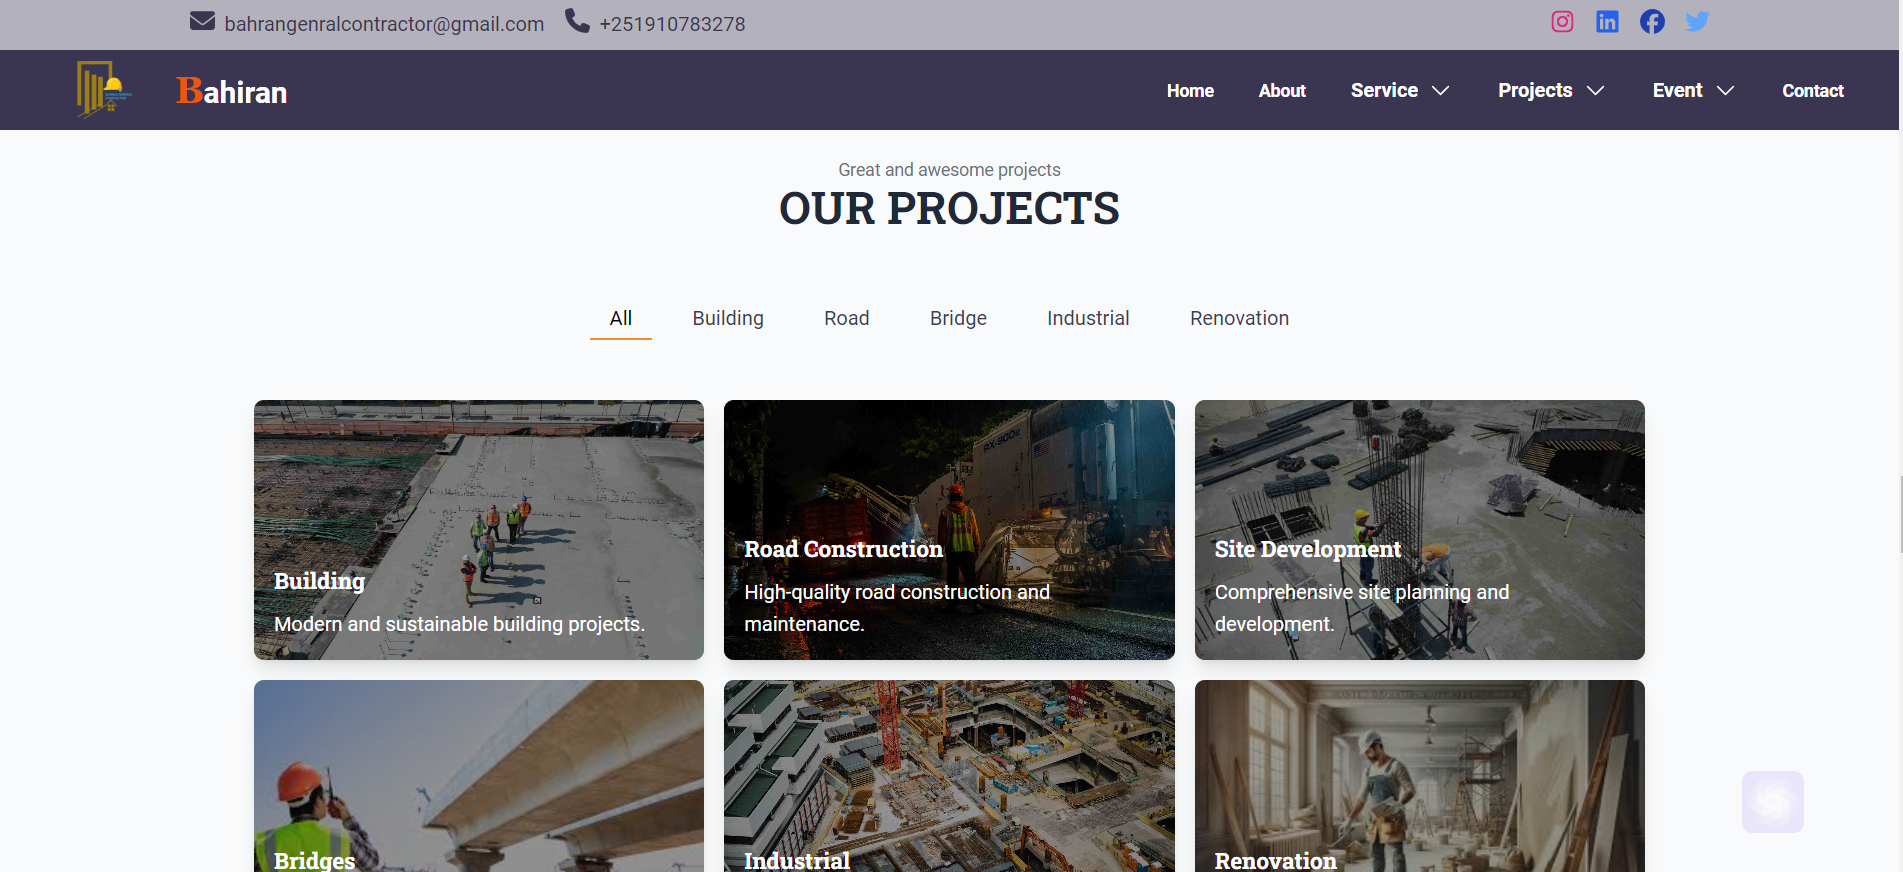 bahrangenralcontractor@gmail.com +251910783278
Bahiran
Home About Service Projects Event Contact
Great and awesome projects
OUR PROJECTS
All Building Road Bridge Industrial Renovation
RX-900e
Building
Modern and sustainable building projects.
Road Construction
High-quality road construction and
maintenance.
Site Development
Comprehensive site planning and
development.
Bridges
Industrial
Renovation